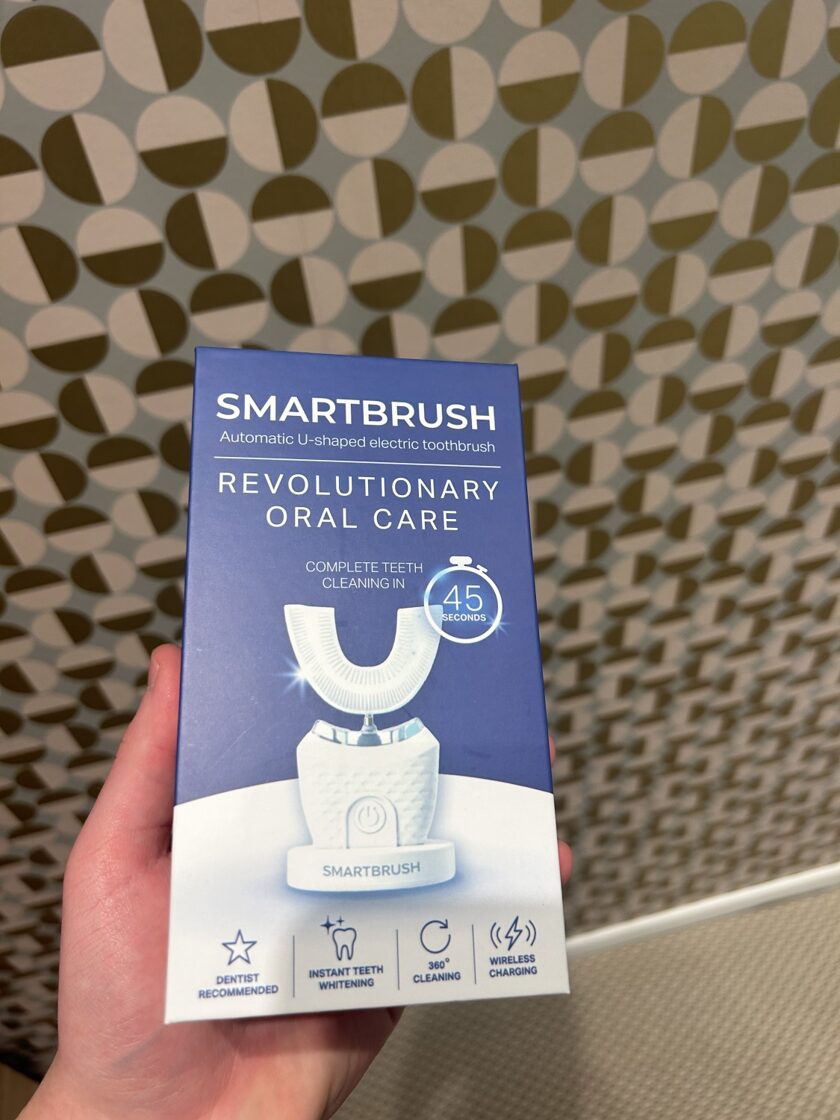 SMARTBRUSH
Automatic U-shaped electric toothbrush
REVOLUTIONARY
ORAL CARE
COMPLETE TEETH
CLEANING IN
45
SECONDS
SMARTBRUSH
DENTIST
RECOMMENDED
INSTANT TEETH
WHITENING
360°
CLEANING
WIRELESS
CHARGING